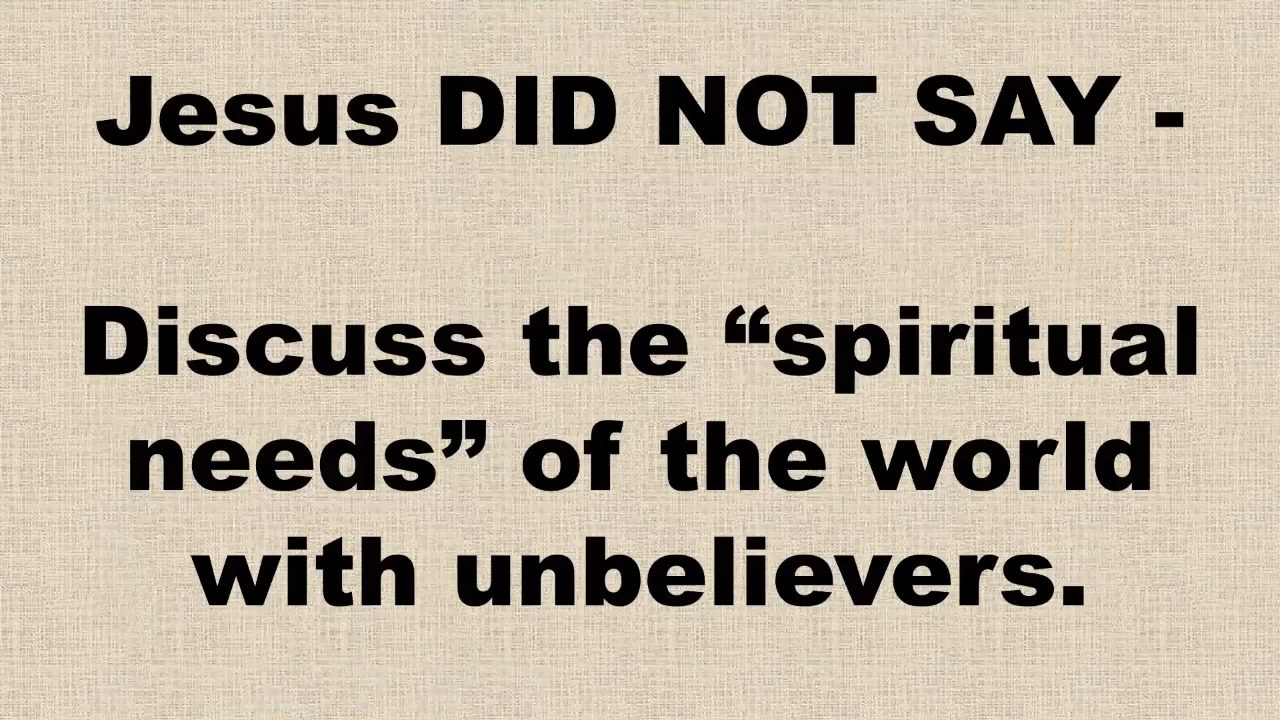 Jesus DID NOT SAY -
Discuss the “spiritual
needs” of the world
with unbelievers.